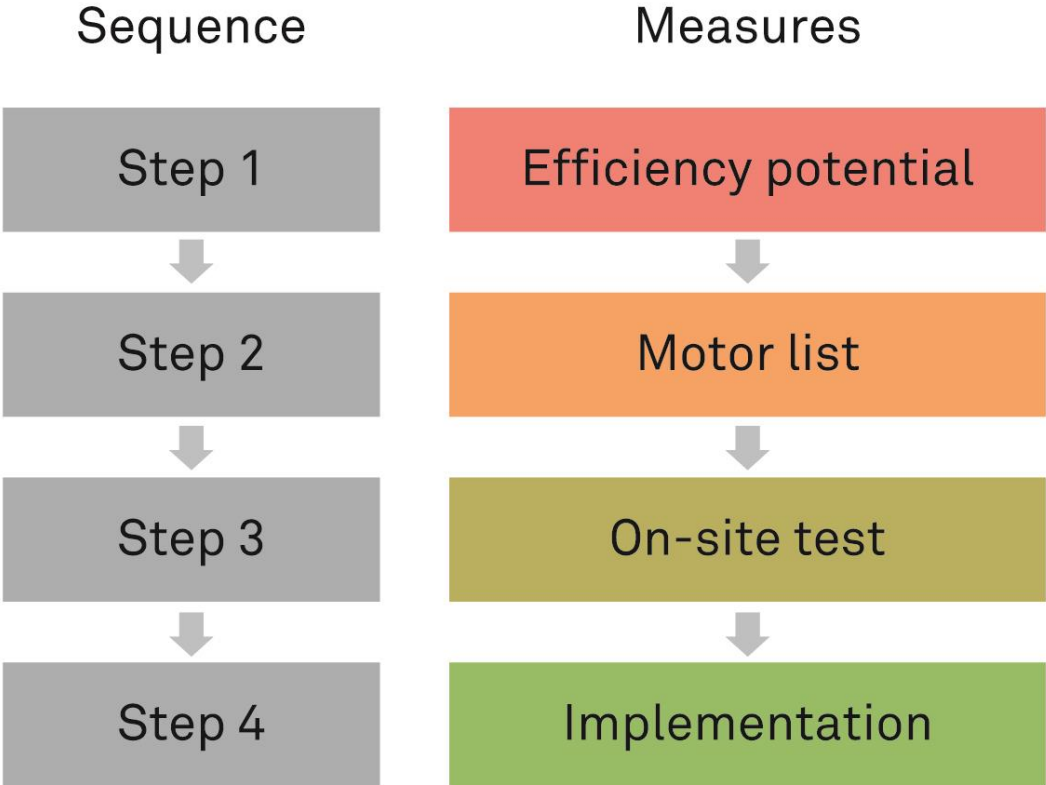 Sequence Measures
Step 1 Efficiency potential
Step 2 Motor list
Step 3 On-site test
Step 4 Implementation